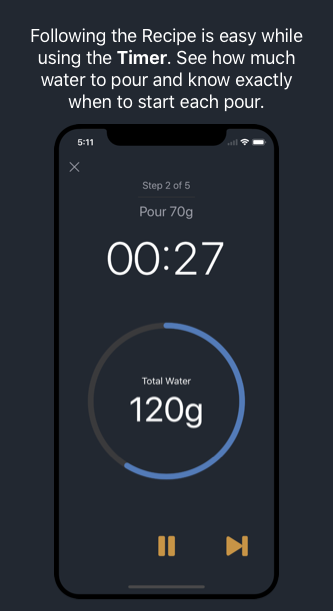 Following the Recipe is easy while
using the Timer. See how much
water to pour and know exactly
when to start each pour.
5:11
Step 2 of 5
Pour 70g
00:27
Total Water
120g